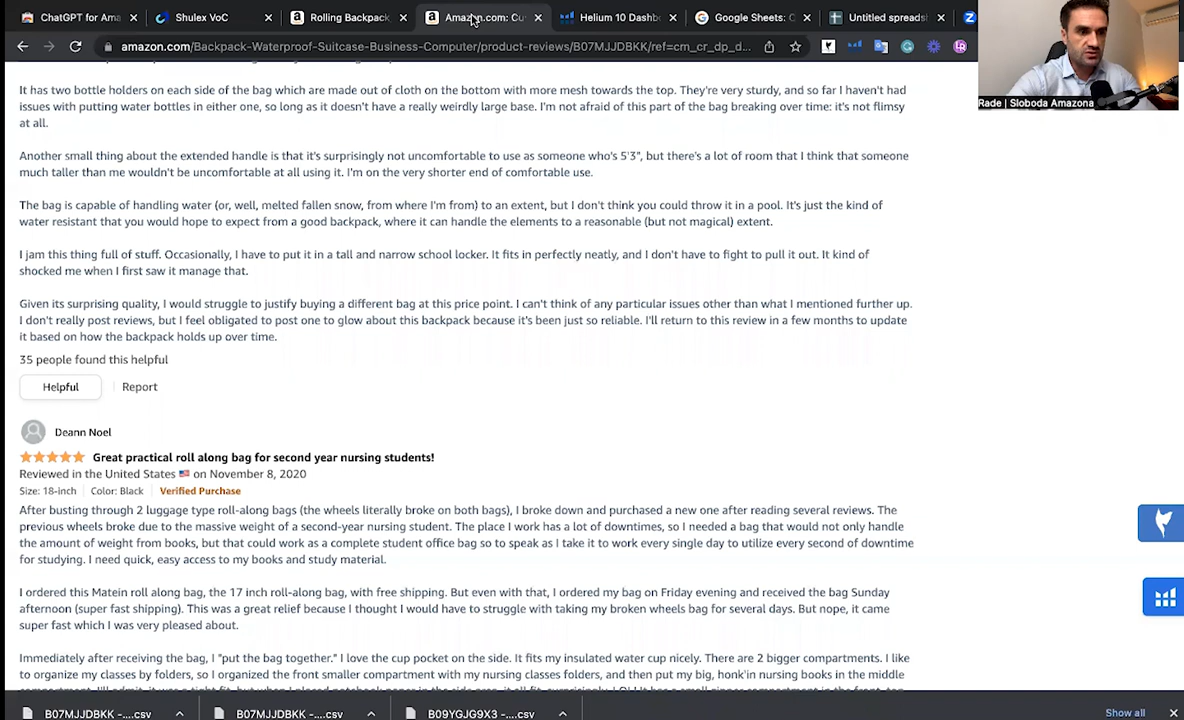 ChatGPT for Ama
Shulex VoC
Rolling Backpack
Amazon.com: Cu
Helium 10 Dashb
Google Sheets: C
Untitled spreads
amazon.com/Backpack-Waterproof-Suitcase-Business-Computer/product-reviews/B07MJJDBKK/ref=cm_cr_dp_d...
Rade | Sloboda Amazona
It has two bottle holders on each side of the bag which are made out of cloth on the bottom with more mesh towards the top. They're very sturdy, and so far I haven't had
issues with putting water bottles in either one, so long as it doesn't have a really weirdly large base. I'm not afraid of this part of the bag breaking over time: it's not flimsy
at all.
Another small thing about the extended handle is that it's surprisingly not uncomfortable to use as someone who's 5'3", but there's a lot of room that I think that someone
much taller than me wouldn't be uncomfortable at all using it. I'm on the very shorter end of comfortable use.
The bag is capable of handling water (or, well, melted fallen snow, from where I'm from) to an extent, but I don't think you could throw it in a pool. It's just the kind of
water resistant that you would hope to expect from a good backpack, where it can handle the elements to a reasonable (but not magical) extent.
I jam this thing full of stuff. Occasionally, I have to put it in a tall and narrow school locker. It fits in perfectly neatly, and I don't have to fight to pull it out. It kind of
shocked me when I first saw it manage that.
Given its surprising quality, I would struggle to justify buying a different bag at this price point. I can't think of any particular issues other than what I mentioned further up.
I don't really post reviews, but I feel obligated to post one to glow about this backpack because it's been just so reliable. I'll return to this review in a few months to update
it based on how the backpack holds up over time.
35 people found this helpful
Helpful
Report
Deann Noel
Great practical roll along bag for second year nursing students!
Reviewed in the United States on November 8, 2020
Size: 18-inch Color: Black Verified Purchase
After busting through 2 luggage type roll-along bags (the wheels literally broke on both bags), I broke down and purchased a new one after reading several reviews. The
previous wheels broke due to the massive weight of a second-year nursing student. The place I work has a lot of downtimes, so I needed a bag that would not only handle
the amount of weight from books, but that could work as a complete student office bag so to speak as I take it to work every single day to utilize every second of downtime
for studying. I need quick, easy access to my books and study material.
I ordered this Matein roll along bag, the 17 inch roll-along bag, with free shipping. But even with that, I ordered my bag on Friday evening and received the bag Sunday
afternoon (super fast shipping). This was a great relief because I thought I would have to struggle with taking my broken wheels bag for several days. But nope, it came
super fast which I was very pleased about.
Immediately after receiving the bag, I "put the bag together." I love the cup pocket on the side. It fits my insulated water cup nicely. There are 2 bigger compartments. I like
to organize my classes by folders, so I organized the front smaller compartment with my nursing classes folders, and then put my big, honk'in nursing books in the middle
B07MJJDBKK -....csv
B07MJJDBKK -....csv
B09YGJG9X3 -....csv
Show all